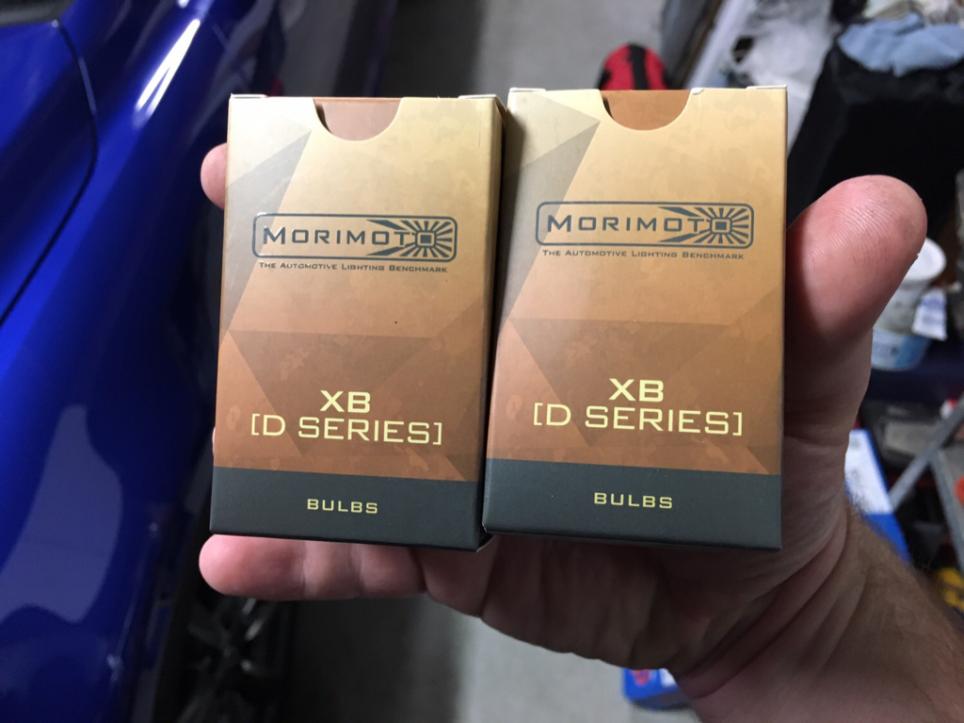 MORIMOTO
THE AUTOMOTIVE LIGHTING BENCHMARK
XB
[D SERIES]
BULBS
MORIMOTO
THE AUTOMOTIVE LIGHTING BENCHMARK
XB
[D SERIES]
BULBS